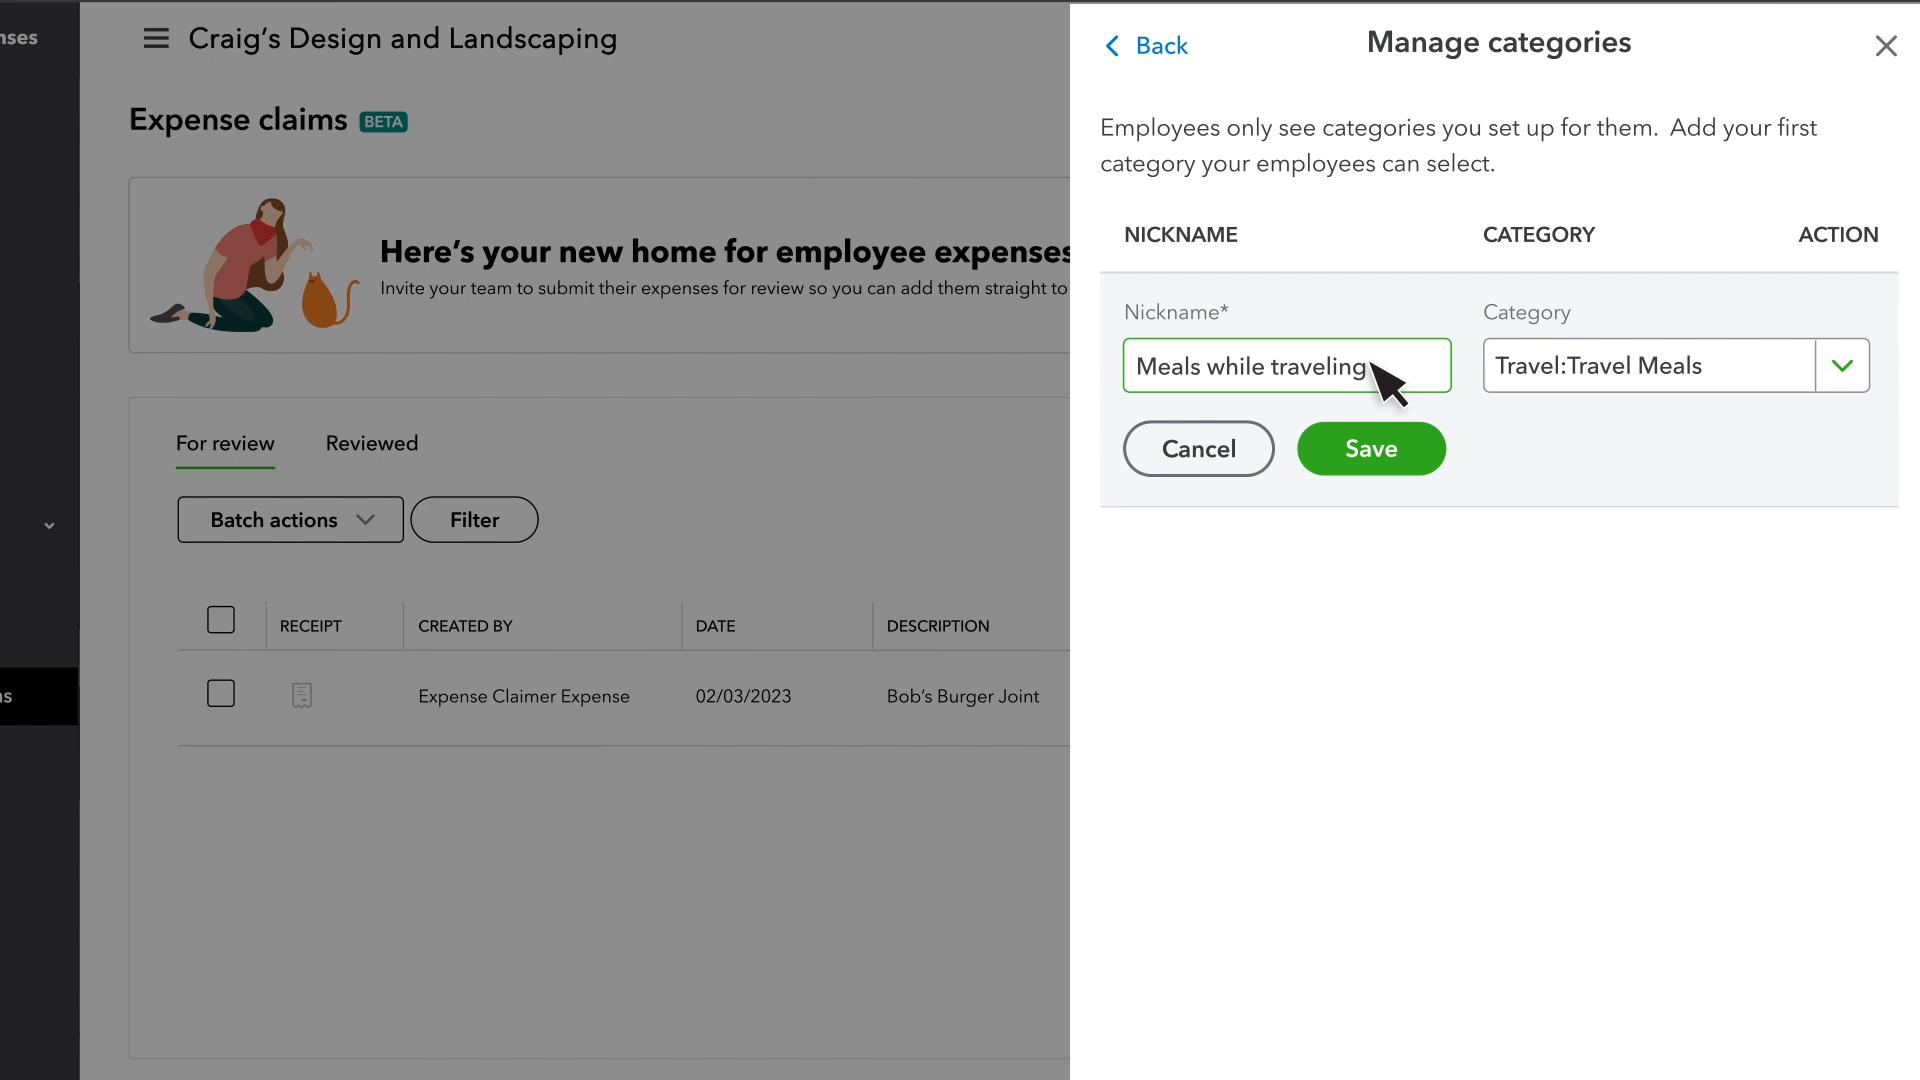 nses
Craig's Design and Landscaping
Expense claims BETA
Here's your new home for employee expenses
Invite your team to submit their expenses for review so you can add them straight to
For review Reviewed
Batch actions Filter
RECEIPT CREATED BY DATE DESCRIPTION
ns
Expense Claimer Expense 02/03/2023 Bob's Burger Joint
Back Manage categories
Employees only see categories you set up for them. Add your first
category your employees can select.
NICKNAME CATEGORY ACTION
Nickname* Category
Meals while traveling Travel:Travel Meals
Cancel Save